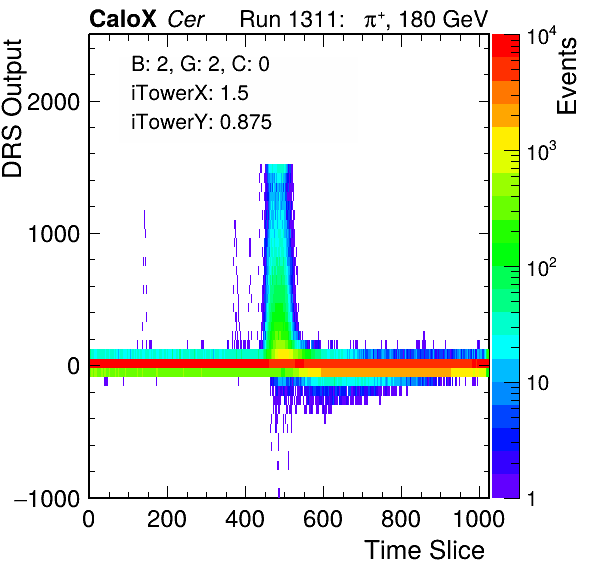 CaloX Cer Run 1311: π⁺, 180 GeV
B: 2, G: 2, C: 0
iTowerX: 1.5
iTowerY: 0.875
DRS Output
2000
1000
0
−1000
0 200 400 600 800 1000
Time Slice
Events
10⁴
10³
10²
10
1